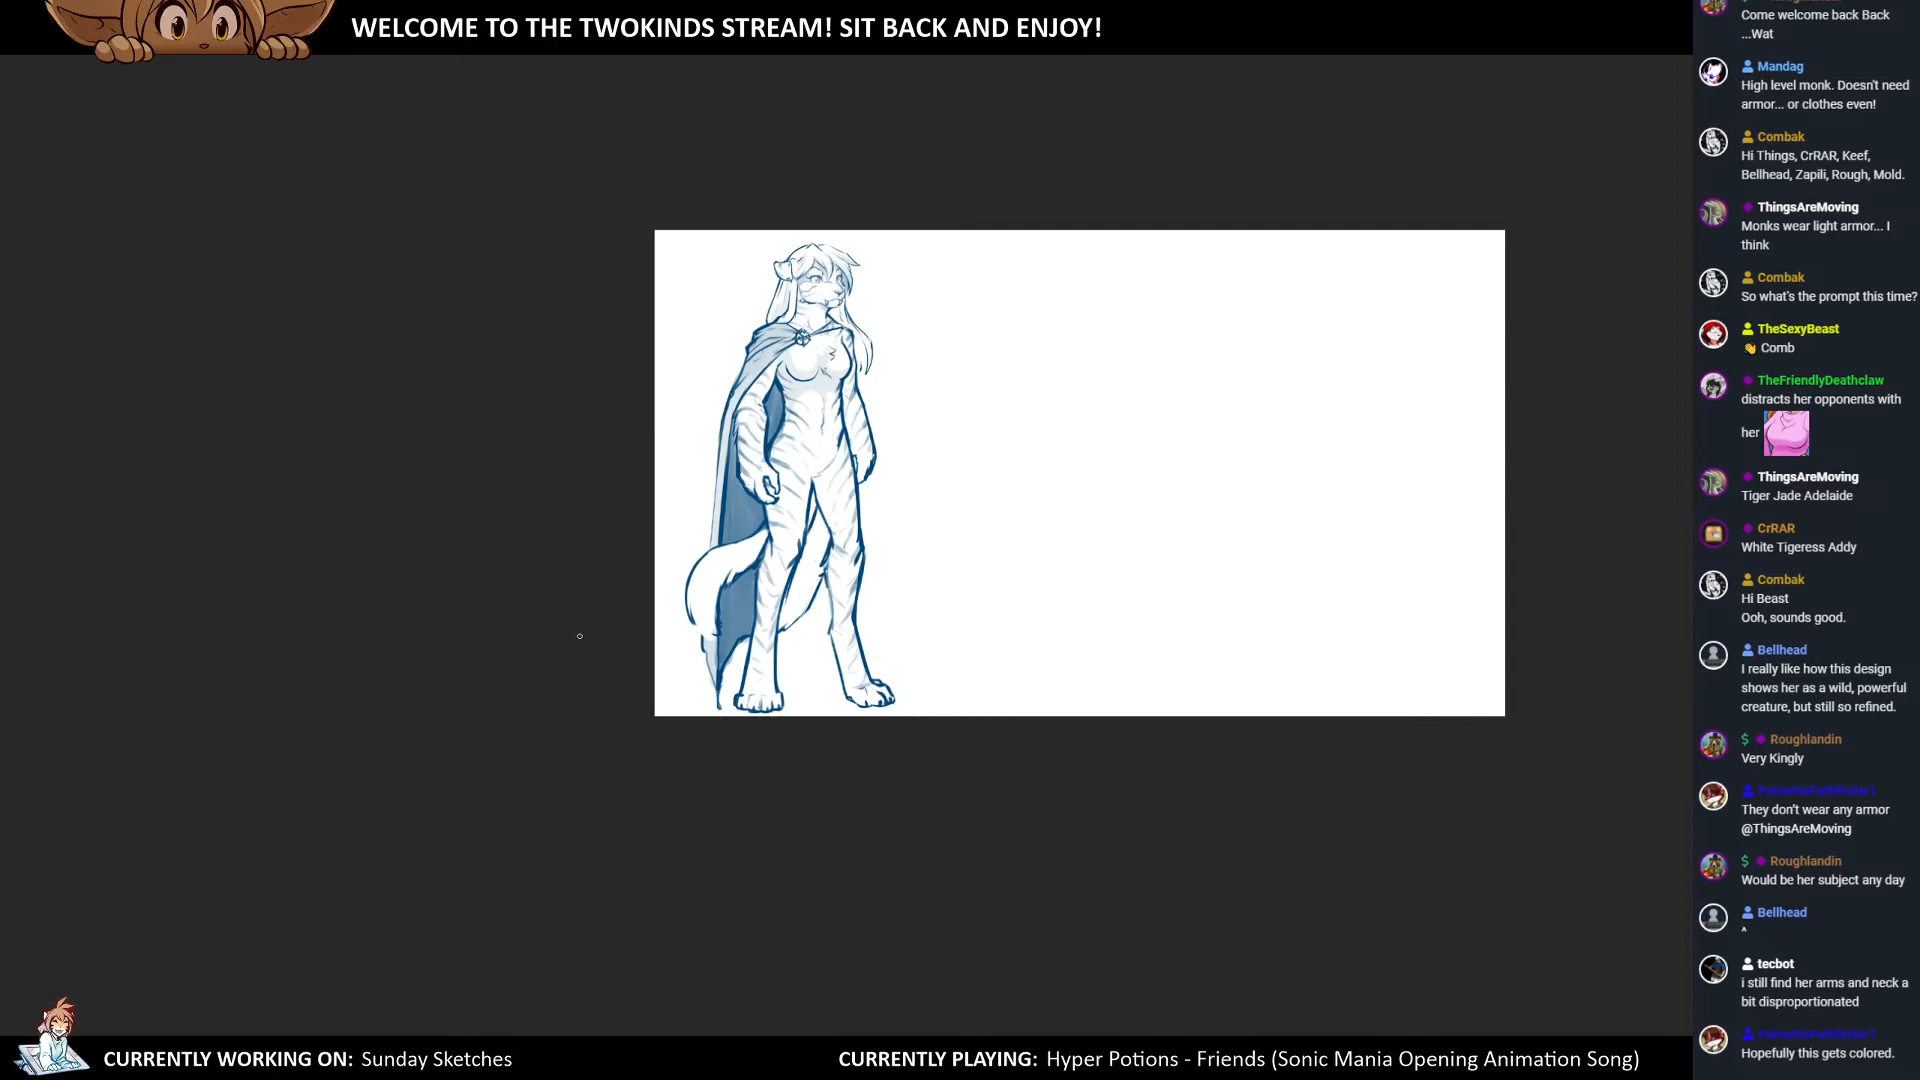 WELCOME TO THE TWOKINDS STREAM! SIT BACK AND ENJOY!
Come welcome back Back
...Wat
Mandag
High level monk. Doesn't need
armor... or clothes even!
Combak
Hi Things, CrRAR, Keef,
Bellhead, Zapili, Rough, Mold.
ThingsAreMoving
Monks wear light armor... I
think
Combak
So what's the prompt this time?
TheSexyBeast
Comb
TheFriendlyDeathclaw
distracts her opponents with
her
ThingsAreMoving
Tiger Jade Adelaide
CrRAR
White Tigeress Addy
Combak
Hi Beast
Ooh, sounds good.
Bellhead
I really like how this design
shows her as a wild, powerful
creature, but still so refined.
$ Roughlandin
Very Kingly
PalmettoPathfinder1
They don't wear any armor
@ThingsAreMoving
$ Roughlandin
Would be her subject any day
Bellhead
^
tecbot
i still find her arms and neck a
bit disproportionated
PalmettoPathfinder1
Hopefully this gets colored.
CURRENTLY WORKING ON: Sunday Sketches
CURRENTLY PLAYING: Hyper Potions - Friends (Sonic Mania Opening Animation Song)